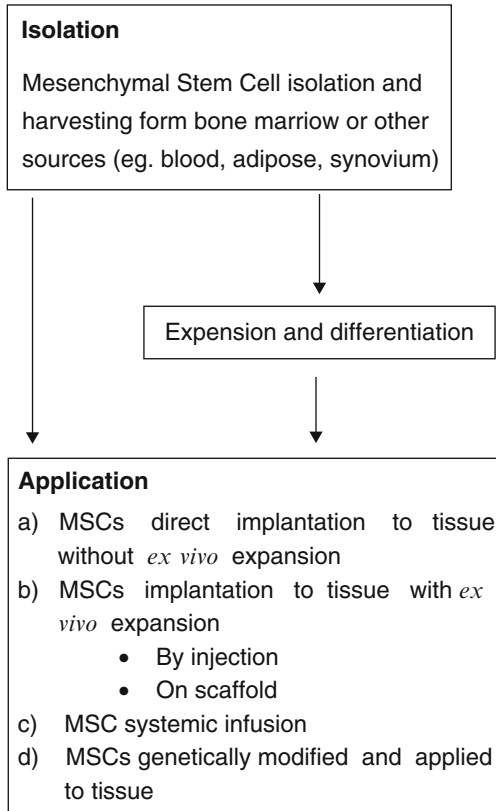 Isolation
Mesenchymal Stem Cell isolation and
harvesting form bone marriow or other
sources (eg. blood, adipose, synovium)
Expension and differentiation
Application
a) MSCs direct implantation to tissue
without ex vivo expansion
b) MSCs implantation to tissue with ex
vivo expansion
• By injection
• On scaffold
c) MSC systemic infusion
d) MSCs genetically modified and applied
to tissue